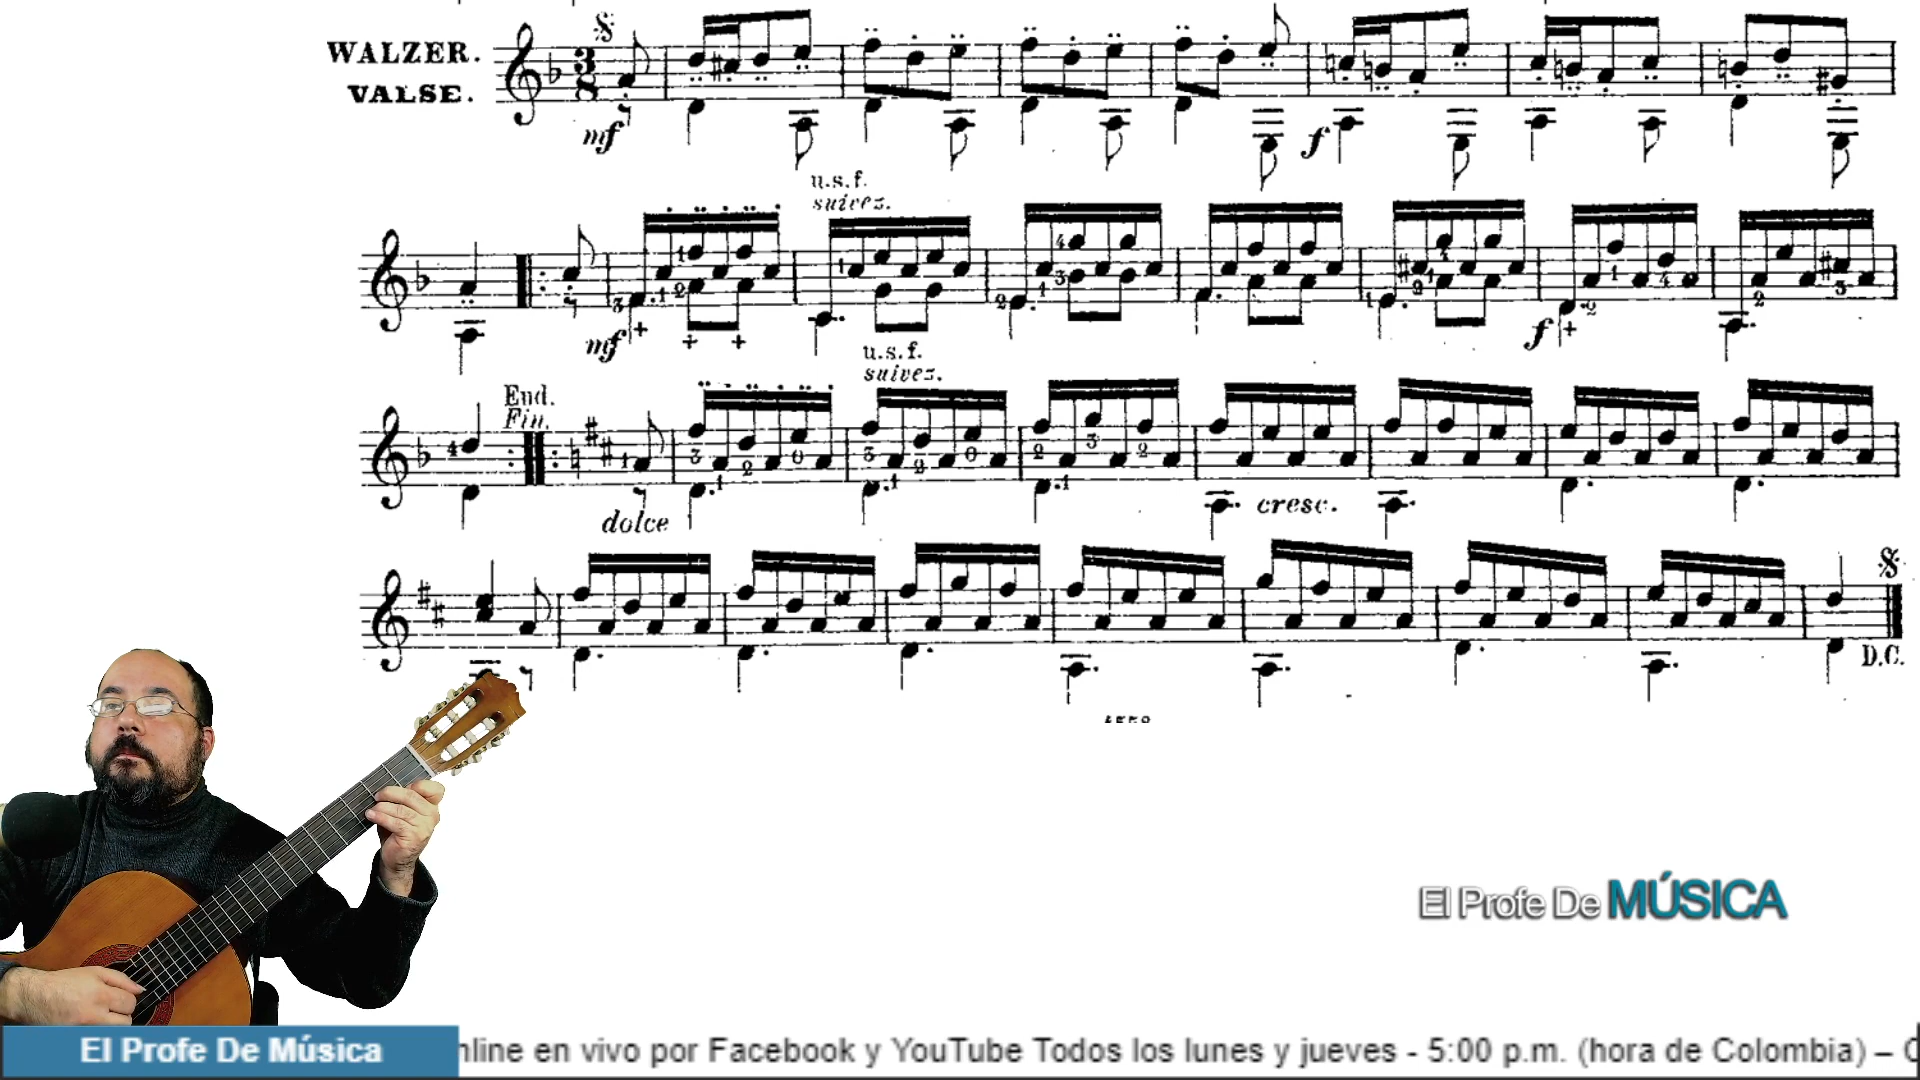 WALZER.
VALSE.
mf
f
u.s.f.
suivez.
mf
f
u.s.f.
suivez.
End.
Fin.
dolce
cresc.
D.C.
El Profe De MÚSICA
El Profe De Música
nline en vivo por Facebook y YouTube Todos los lunes y jueves - 5:00 p.m. (hora de Colombia) –